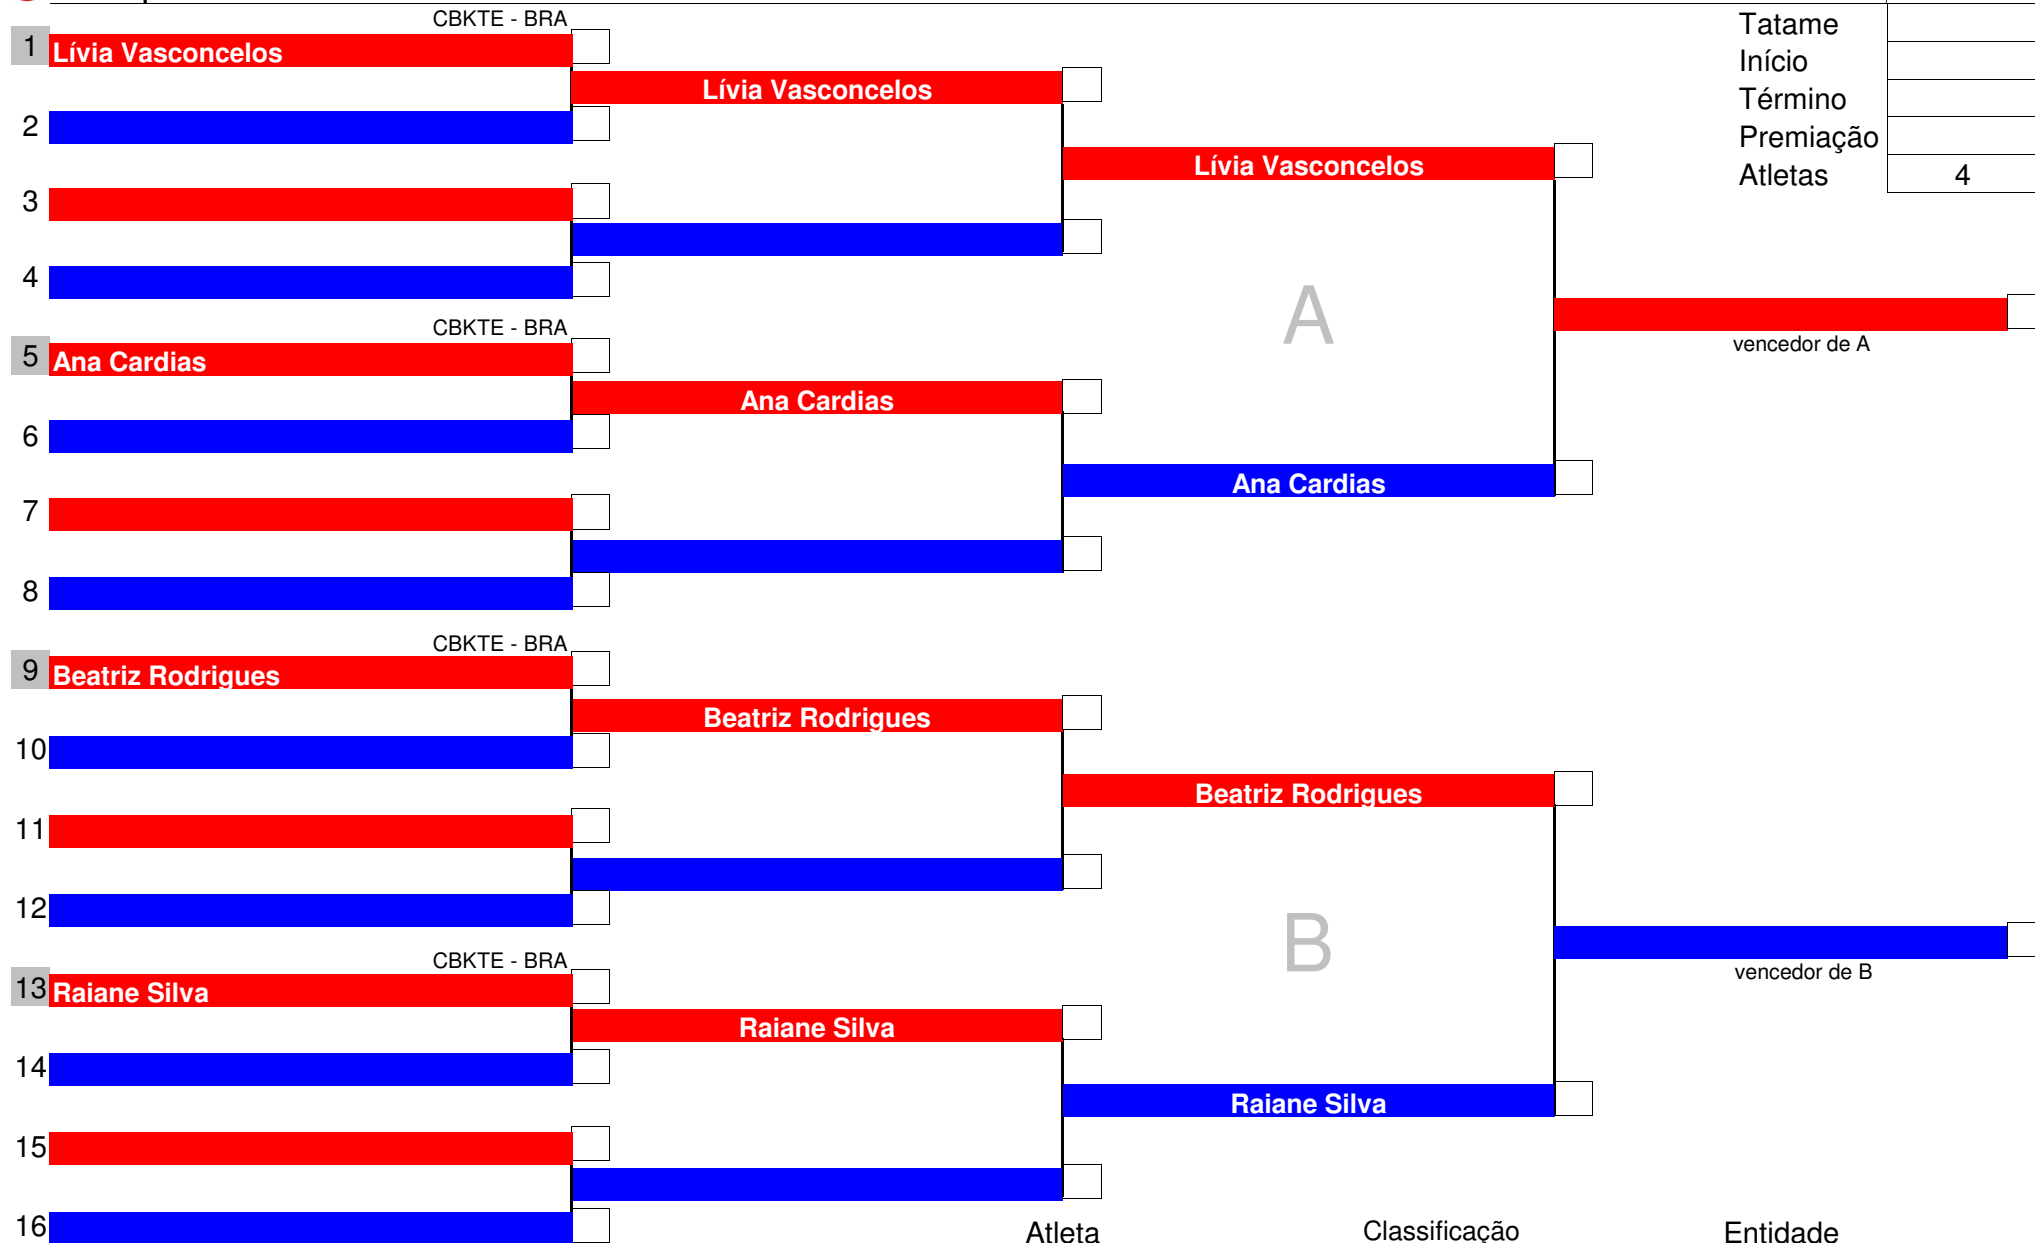 CBKTE - BRA
1 Lívia Vasconcelos
Lívia Vasconcelos
2
Lívia Vasconcelos
3
4
A
CBKTE - BRA
5 Ana Cardias
Ana Cardias
6
Ana Cardias
7
8
vencedor de A
Tatame
Início
Término
Premiação
Atletas 4
CBKTE - BRA
9 Beatriz Rodrigues
Beatriz Rodrigues
10
Beatriz Rodrigues
11
12
B
CBKTE - BRA
vencedor de B
13 Raiane Silva
Raiane Silva
14
Raiane Silva
15
16
Atleta Classificação Entidade